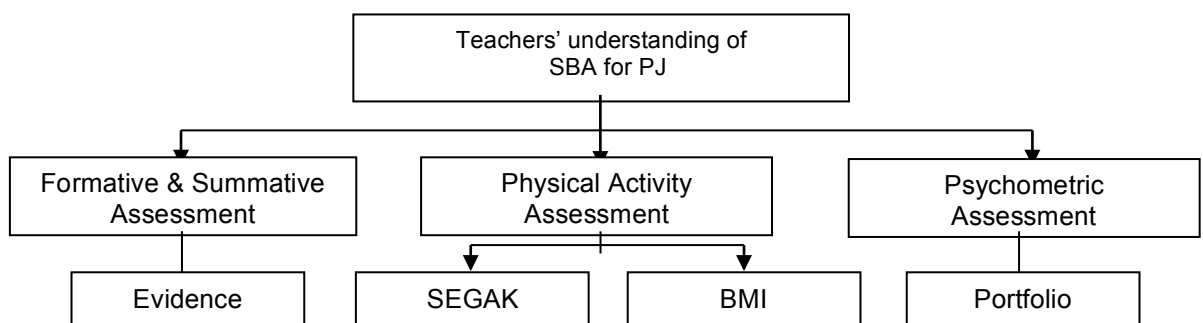 Teachers’ understanding of
SBA for PJ
Formative & Summative
Assessment
Physical Activity
Assessment
Psychometric
Assessment
Evidence
SEGAK
BMI
Portfolio